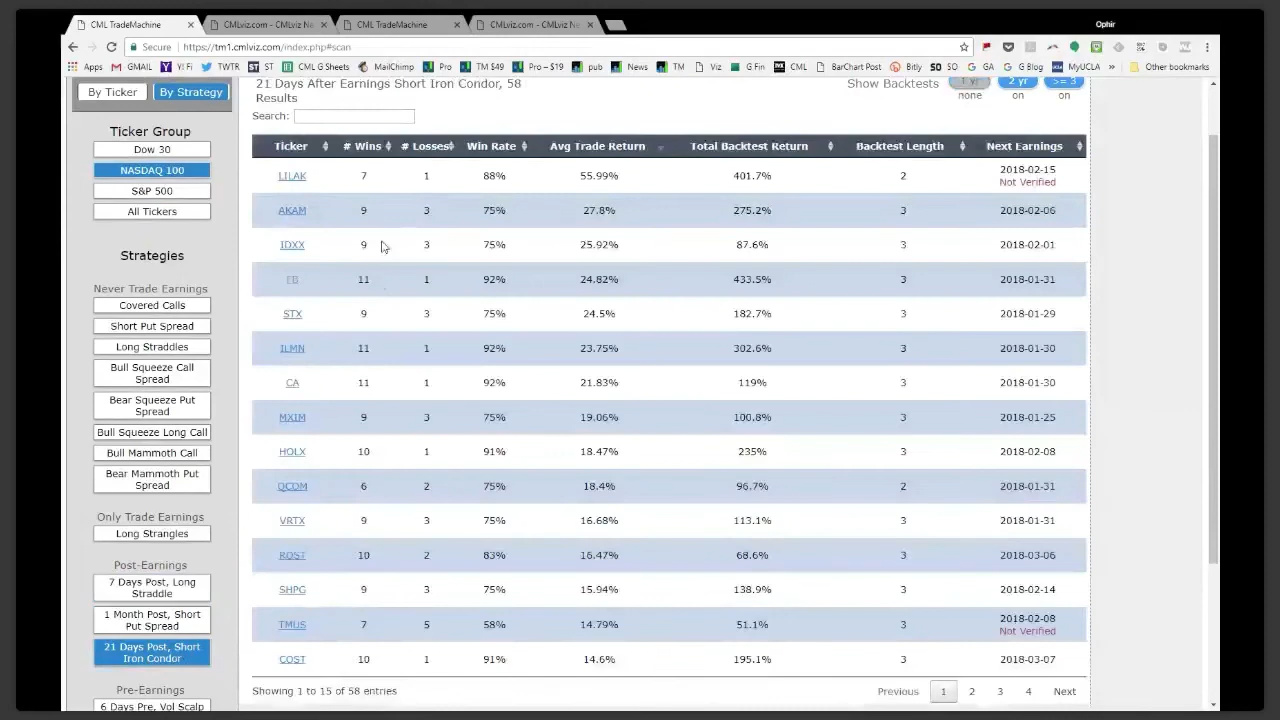 CML TradeMachine
CMLviz.com - CMLviz Ne
CML TradeMachine
CMLviz.com - CMLviz Ne
Ophir
Secure https://tm1.cmlviz.com/index.php#scan
Apps GMAIL Y! Fi TWTR ST CML G Sheets MailChimp Pro TM $49 Pro – $19 pub News TM Viz G Fin CML BarChart Post Bitly SO GA G Blog MyUCLA Other bookmarks
By Ticker By Strategy
21 Days After Earnings Short Iron Condor, 58 Results
Show Backtests 1 yr none 2 yr on >= 3 on
Search:
Ticker Group
Dow 30
NASDAQ 100
S&P 500
All Tickers
Strategies
Never Trade Earnings
Covered Calls
Short Put Spread
Long Straddles
Bull Squeeze Call
Spread
Bear Squeeze Put
Spread
Bull Squeeze Long Call
Bull Mammoth Call
Bear Mammoth Put
Spread
Only Trade Earnings
Long Strangles
Post-Earnings
7 Days Post, Long
Straddle
1 Month Post, Short
Put Spread
21 Days Post, Short
Iron Condor
Pre-Earnings
6 Days Pre, Vol Scalp
Ticker # Wins # Losses Win Rate Avg Trade Return Total Backtest Return Backtest Length Next Earnings
LILAK 7 1 88% 55.99% 401.7% 2 2018-02-15 Not Verified
AKAM 9 3 75% 27.8% 275.2% 3 2018-02-06
IDXX 9 3 75% 25.92% 87.6% 3 2018-02-01
FB 11 1 92% 24.82% 433.5% 3 2018-01-31
STX 9 3 75% 24.5% 182.7% 3 2018-01-29
ILMN 11 1 92% 23.75% 302.6% 3 2018-01-30
CA 11 1 92% 21.83% 119% 3 2018-01-30
MXIM 9 3 75% 19.06% 100.8% 3 2018-01-25
HOLX 10 1 91% 18.47% 235% 3 2018-02-08
QCOM 6 2 75% 18.4% 96.7% 2 2018-01-31
VRTX 9 3 75% 16.68% 113.1% 3 2018-01-31
ROST 10 2 83% 16.47% 68.6% 3 2018-03-06
SHPG 9 3 75% 15.94% 138.9% 3 2018-02-14
TMUS 7 5 58% 14.79% 51.1% 3 2018-02-08 Not Verified
COST 10 1 91% 14.6% 195.1% 3 2018-03-07
Showing 1 to 15 of 58 entries
Previous 1 2 3 4 Next